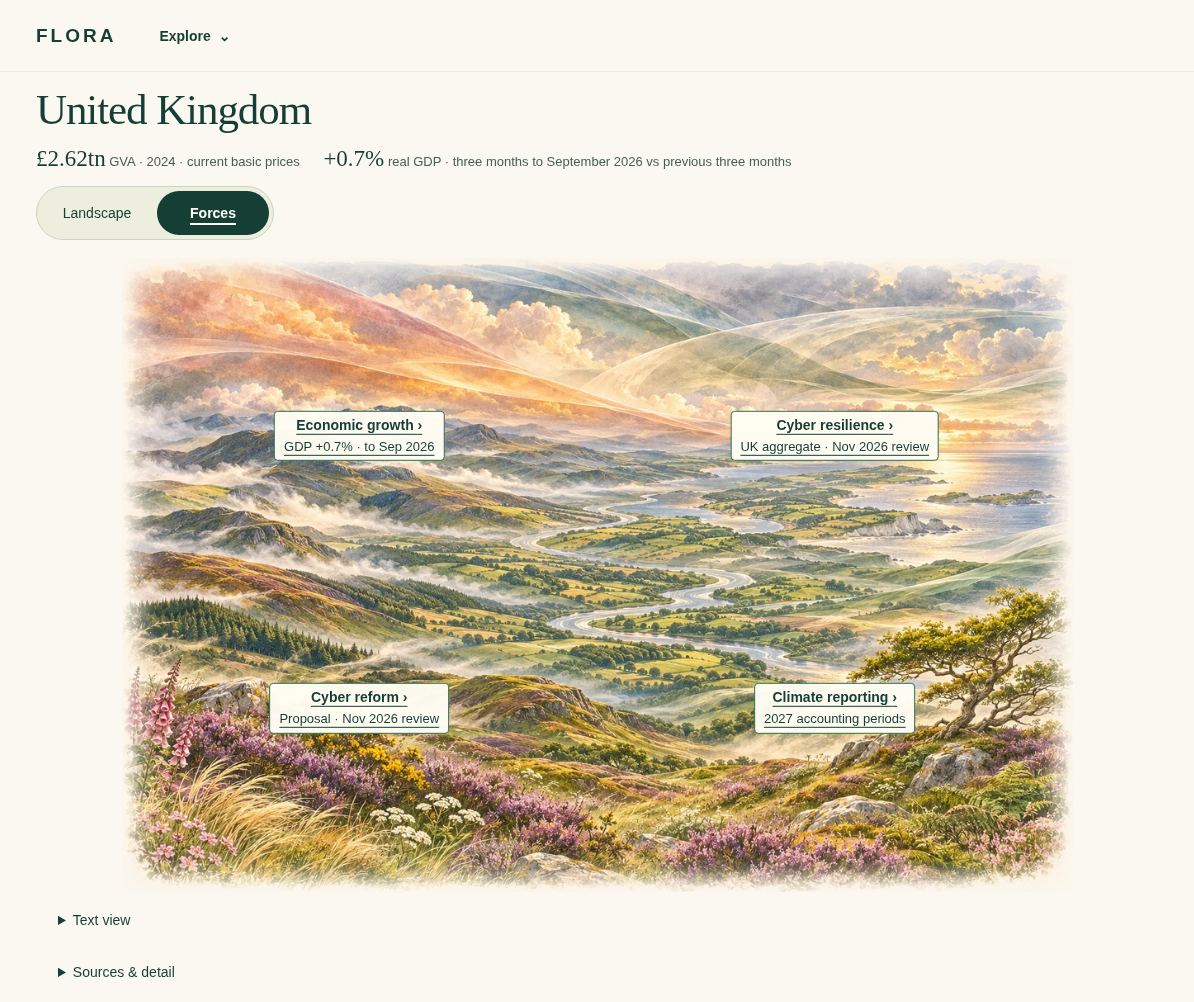 FLORA
Explore
United Kingdom
£2.62tn GVA · 2024 · current basic prices +0.7% real GDP · three months to September 2026 vs previous three months
Landscape Forces
Economic growth ›
GDP +0.7% · to Sep 2026
Cyber resilience ›
UK aggregate · Nov 2026 review
Cyber reform ›
Proposal · Nov 2026 review
Climate reporting ›
2027 accounting periods
Text view
Sources & detail